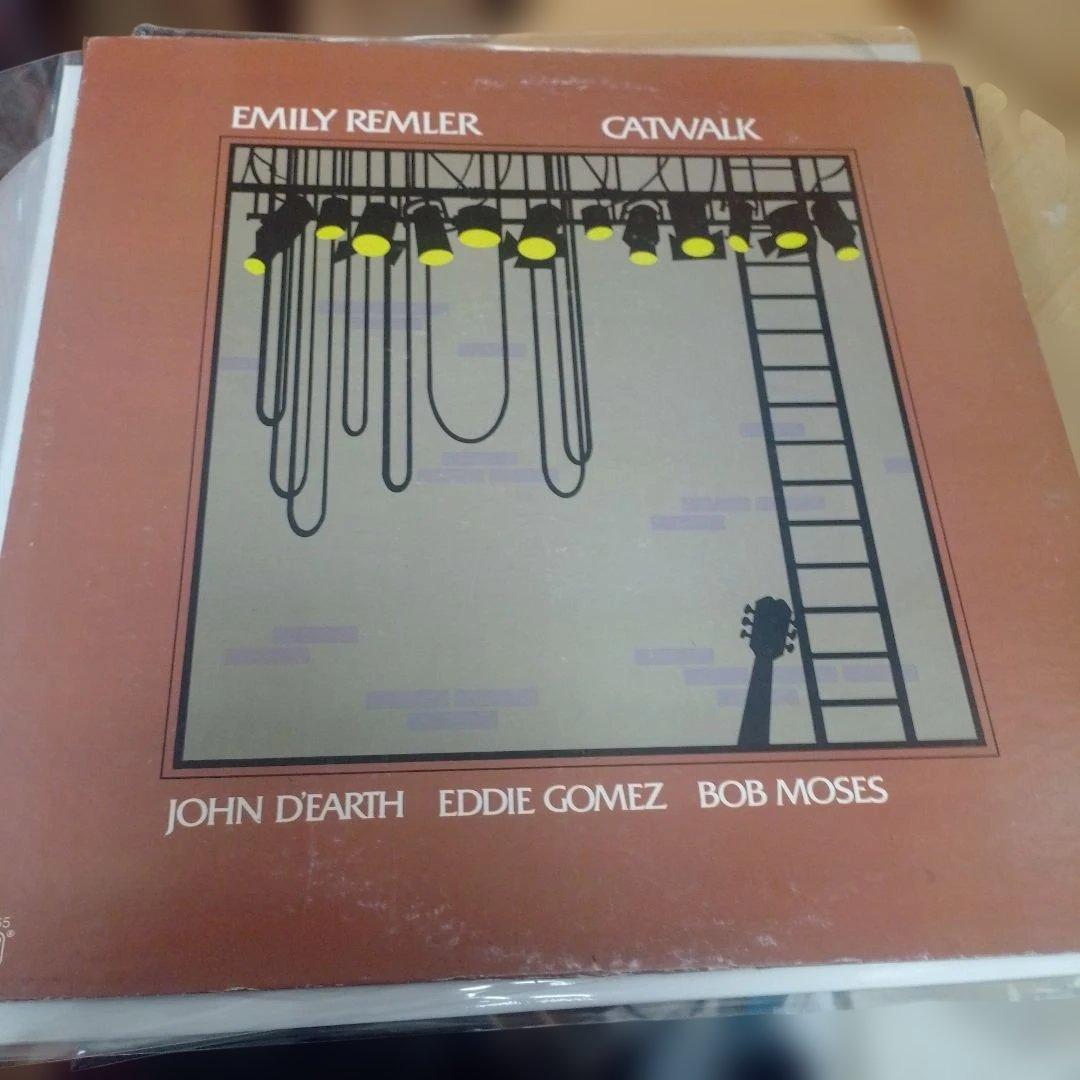 EMILY REMLER CATWALK
JOHN D'EARTH EDDIE GOMEZ BOB MOSES